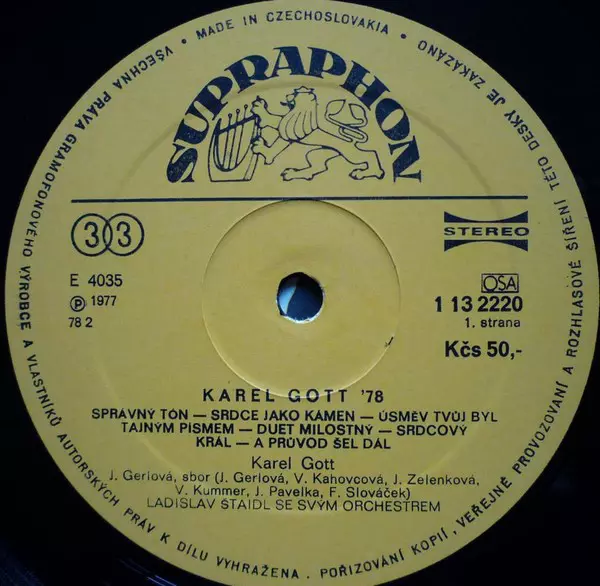 VŠECHNA PRÁVA GRAMOFONOVÉHO VÝROBCE A VLASTNÍKŮ AUTORSKÝCH PRÁV K DÍLU VYHRAŽENA . POŘIZOVÁNÍ KOPIÍ, VEŘEJNÉ PROVOZOVÁNÍ A ROZHLASOVÉ ŠÍŘENÍ TÉTO DESKY JE ZAKÁZÁNO
• MADE IN CZECHOSLOVAKIA •
SUPRAPHON
33
STEREO
E 4035
OSA
Ⓟ 1977
1 13 2220
78 2
1. strana
Kčs 50,-
KAREL GOTT '78
SPRÁVNÝ TÓN — SRDCE JAKO KÁMEN — ÚSMĚV TVŮJ BYL
TAJNÝM PÍSMEM — DUET MILOSTNÝ — SRDCOVÝ
KRÁL — A PRŮVOD ŠEL DÁL
Karel Gott
J. Gerlová, sbor (J. Gerlová, V. Kahovcová, J. Zelenková,
V. Kummer, J. Pavelka, F. Slováček)
LADISLAV ŠTAIDL SE SVÝM ORCHESTREM